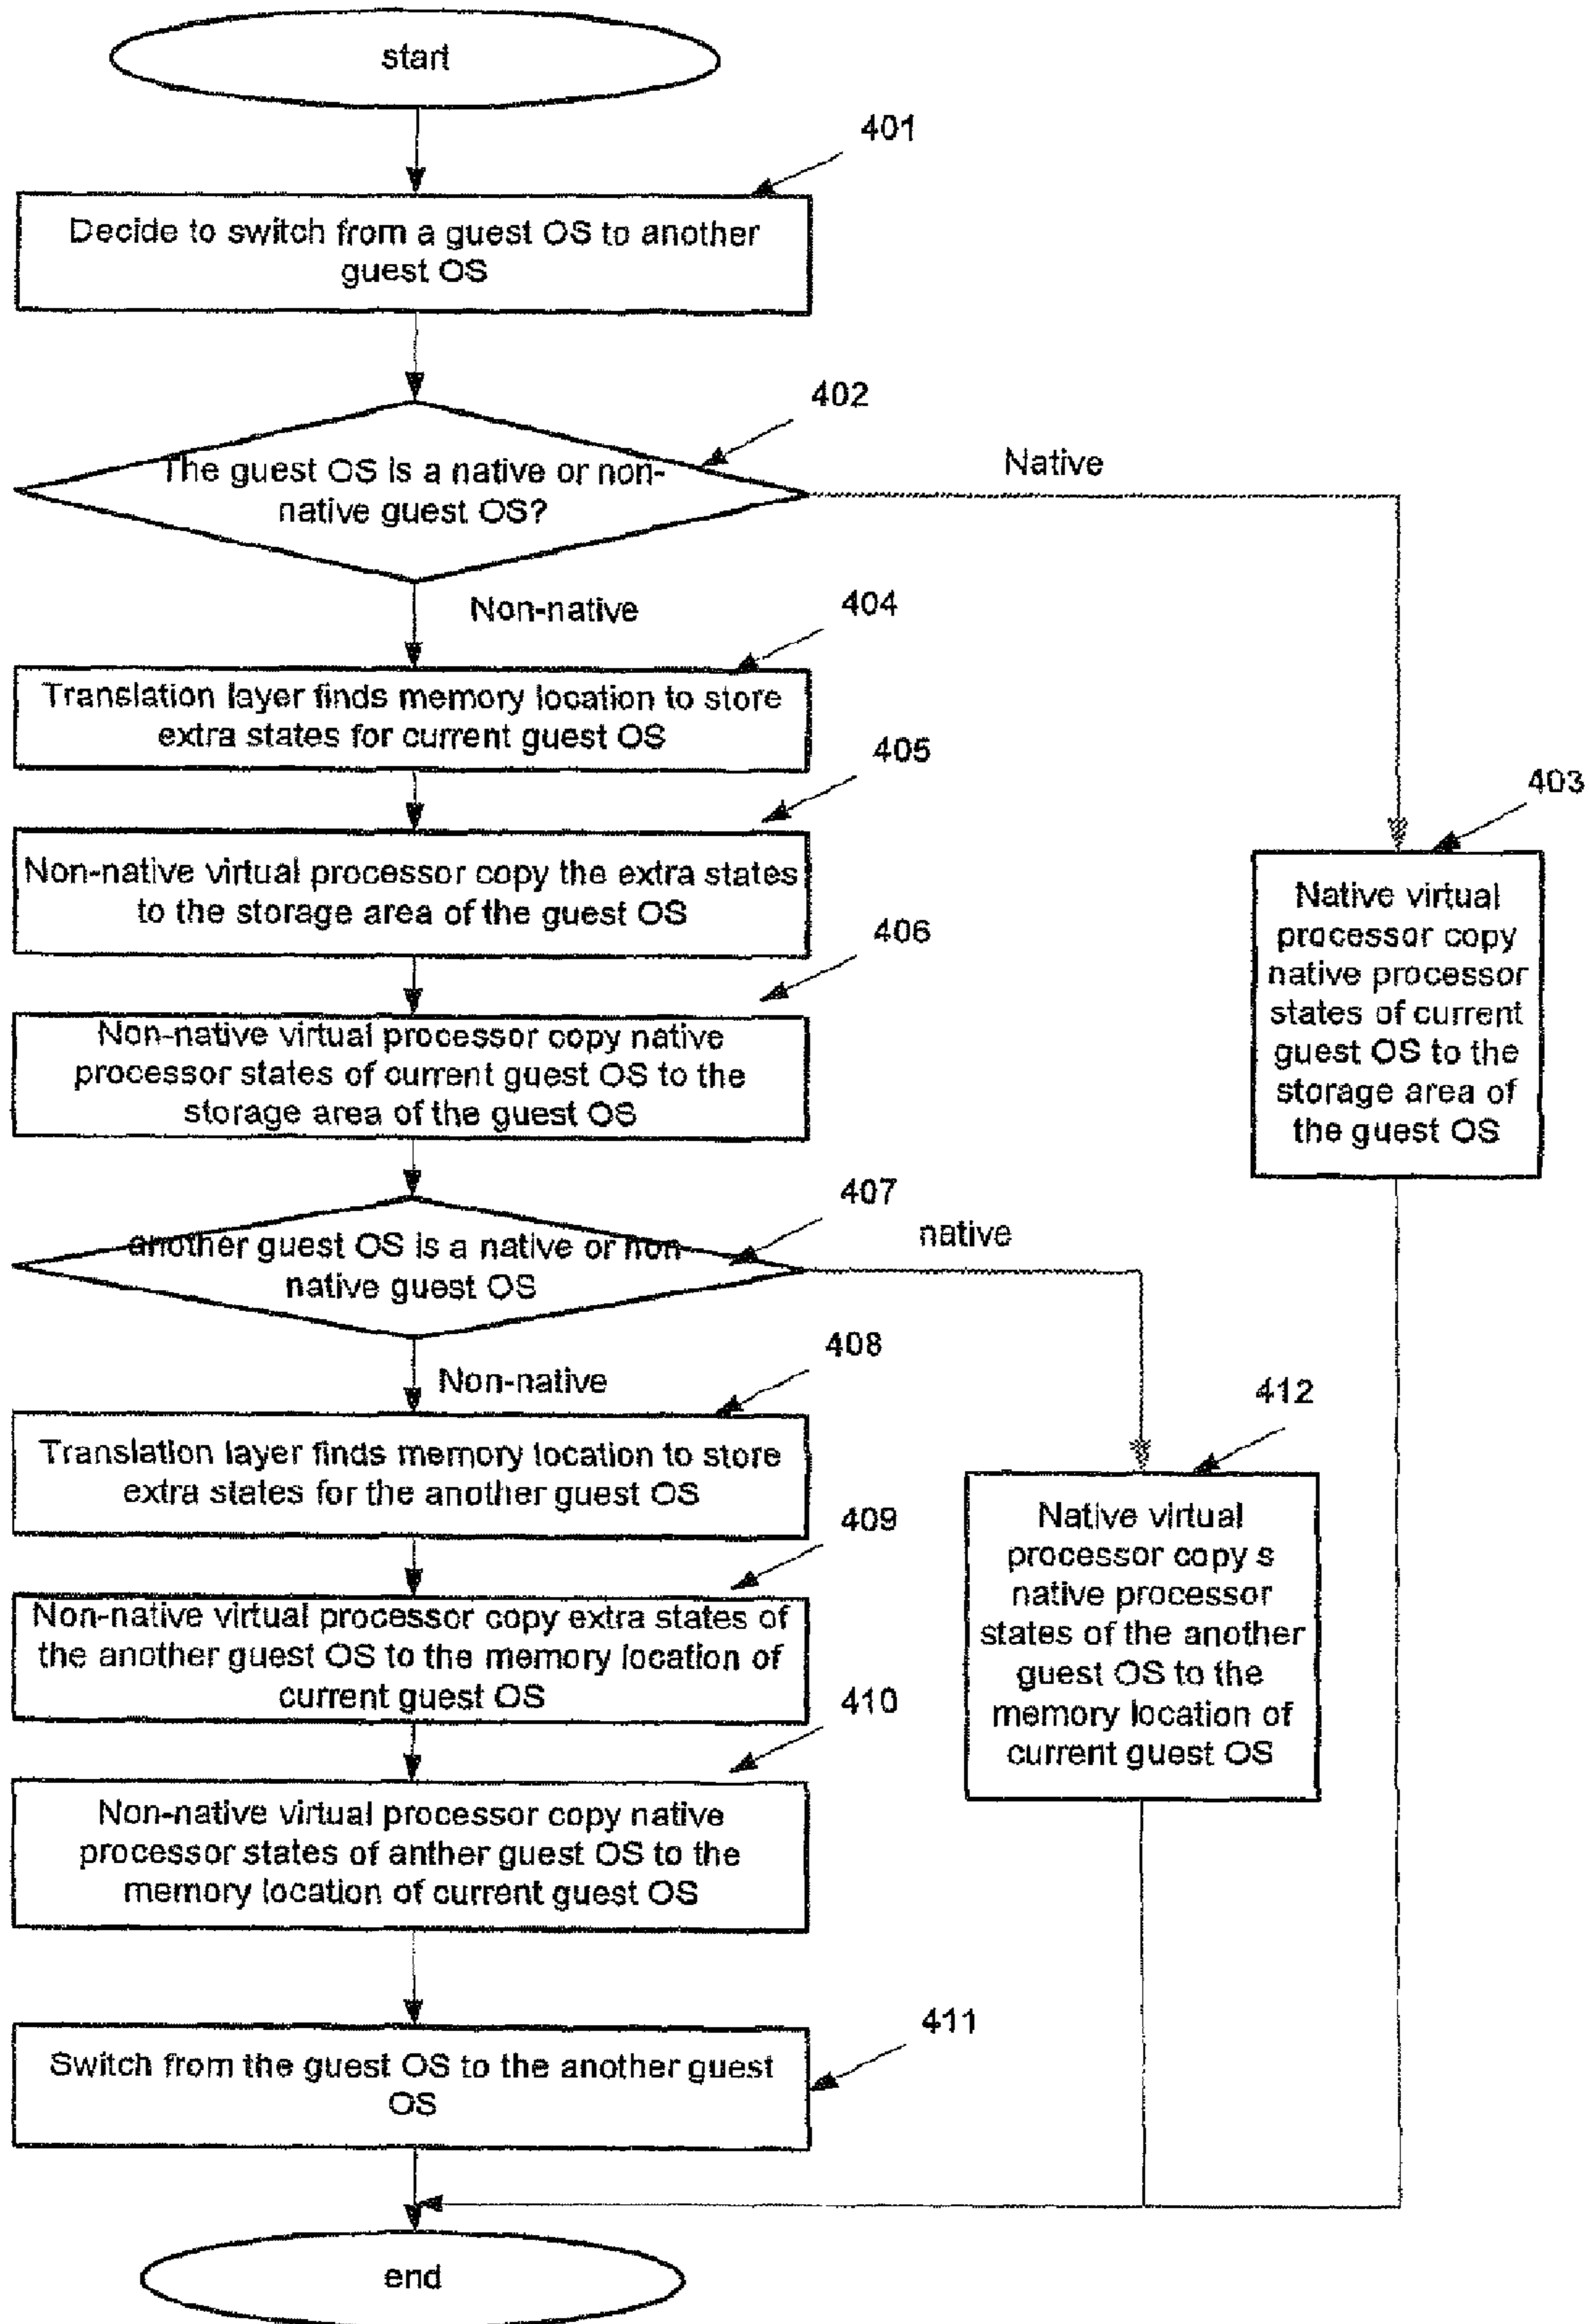 start
401
Decide to switch from a guest OS to another
guest OS
402
The guest OS is a native or non-
native guest OS?
Native
Non-native
404
Translation layer finds memory location to store
extra states for current guest OS
405
Non-native virtual processor copy the extra states
to the storage area of the guest OS
403
Native virtual
processor copy
native processor
states of current
guest OS to the
storage area of
the guest OS
406
Non-native virtual processor copy native
processor states of current guest OS to the
storage area of the guest OS
407
another guest OS is a native or non
native guest OS
native
Non-native
408
Translation layer finds memory location to store
extra states for the another guest OS
412
Native virtual
processor copy s
native processor
states of the another
guest OS to the
memory location of
current guest OS
409
Non-native virtual processor copy extra states of
the another guest OS to the memory location of
current guest OS
410
Non-native virtual processor copy native
processor states of anther guest OS to the
memory location of current guest OS
411
Switch from the guest OS to the another guest
OS
end